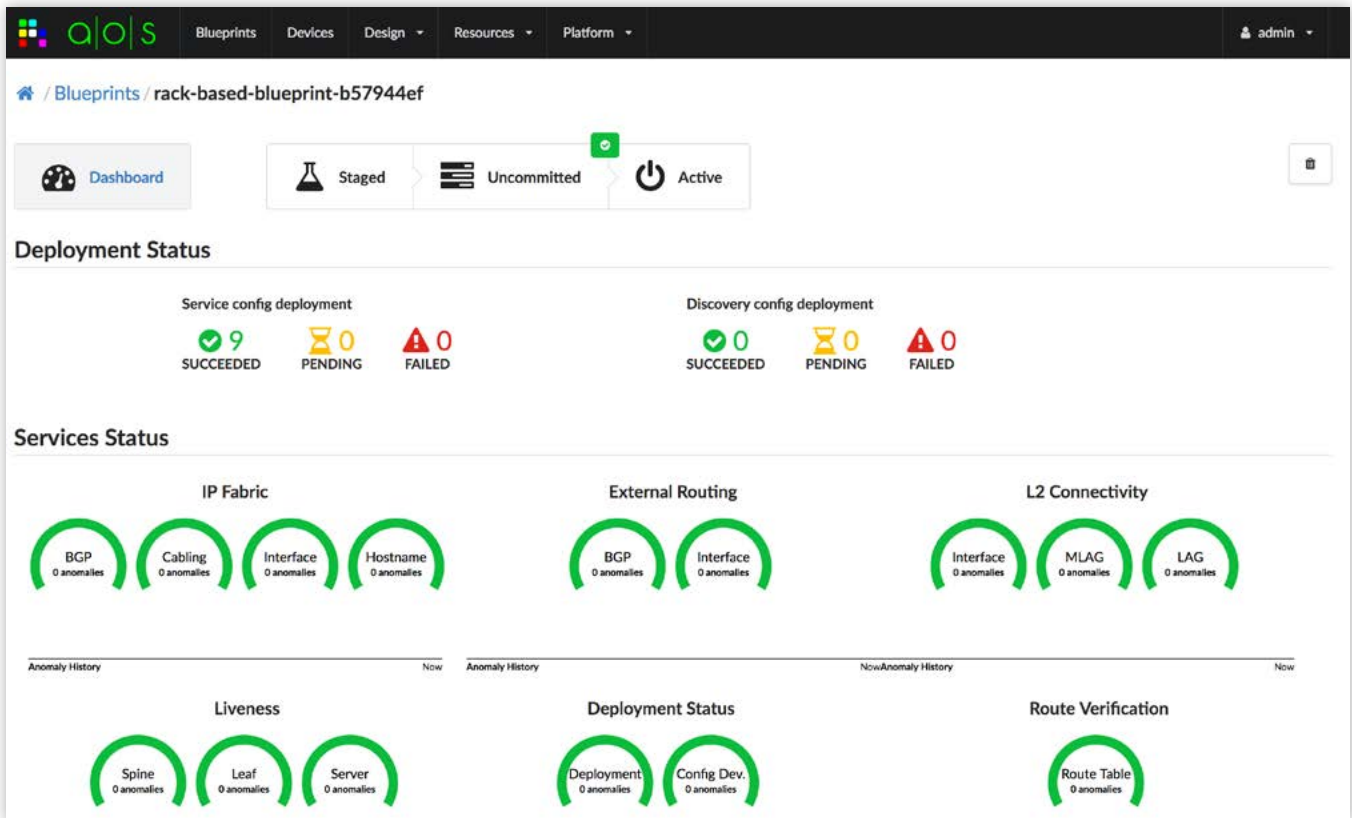 a|o|s Blueprints Devices Design Resources Platform admin
/ Blueprints / rack-based-blueprint-b57944ef
Dashboard Staged Uncommitted Active
Deployment Status
Service config deployment Discovery config deployment
9 0 0 0 0 0
SUCCEEDED PENDING FAILED SUCCEEDED PENDING FAILED
Services Status
IP Fabric External Routing L2 Connectivity
BGP Cabling Interface Hostname BGP Interface Interface MLAG LAG
0 anomalies 0 anomalies 0 anomalies 0 anomalies 0 anomalies 0 anomalies 0 anomalies 0 anomalies 0 anomalies
Anomaly History Now Anomaly History Now Anomaly History Now
Liveness Deployment Status Route Verification
Spine Leaf Server Deployment Config Dev. Route Table
0 anomalies 0 anomalies 0 anomalies 0 anomalies 0 anomalies 0 anomalies